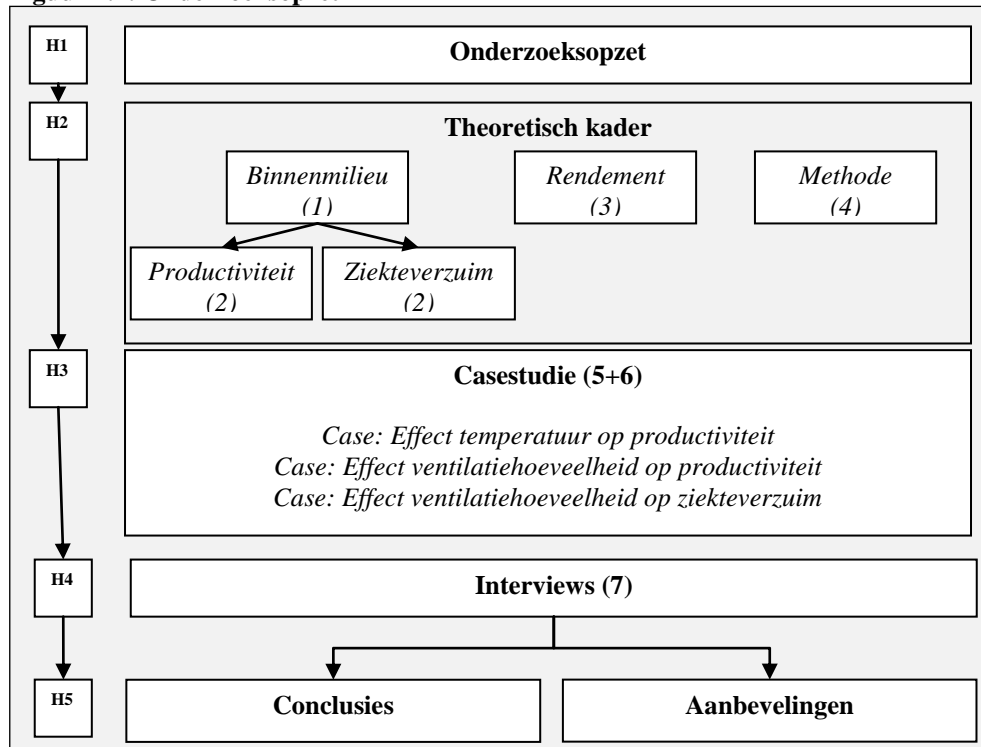 H1
Onderzoeksopzet
H2
Theoretisch kader
Binnenmilieu
(1)
Rendement
(3)
Methode
(4)
Productiviteit
(2)
Ziekteverzuim
(2)
H3
Casestudie (5+6)
Case: Effect temperatuur op productiviteit
Case: Effect ventilatiehoeveelheid op productiviteit
Case: Effect ventilatiehoeveelheid op ziekteverzuim
H4
Interviews (7)
H5
Conclusies
Aanbevelingen